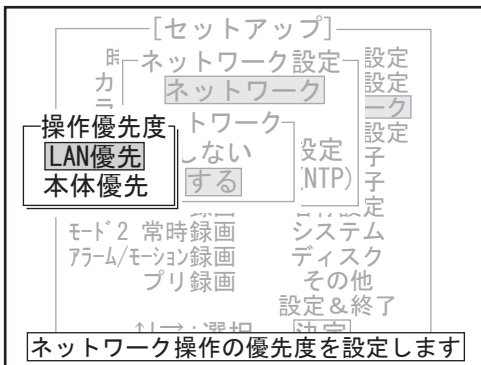 [セットアップ]
ネットワーク設定 設定
カ ネットワーク 設定
ーク
操作優先度 トワーク 設定
LAN優先 しない 設定 子
本体優先 する (NTP) 子
定
モード2 常時録画 システム
アラーム/モーション録画 ディスク
プリ録画 その他
設定&終了
ネットワーク操作の優先度を設定します